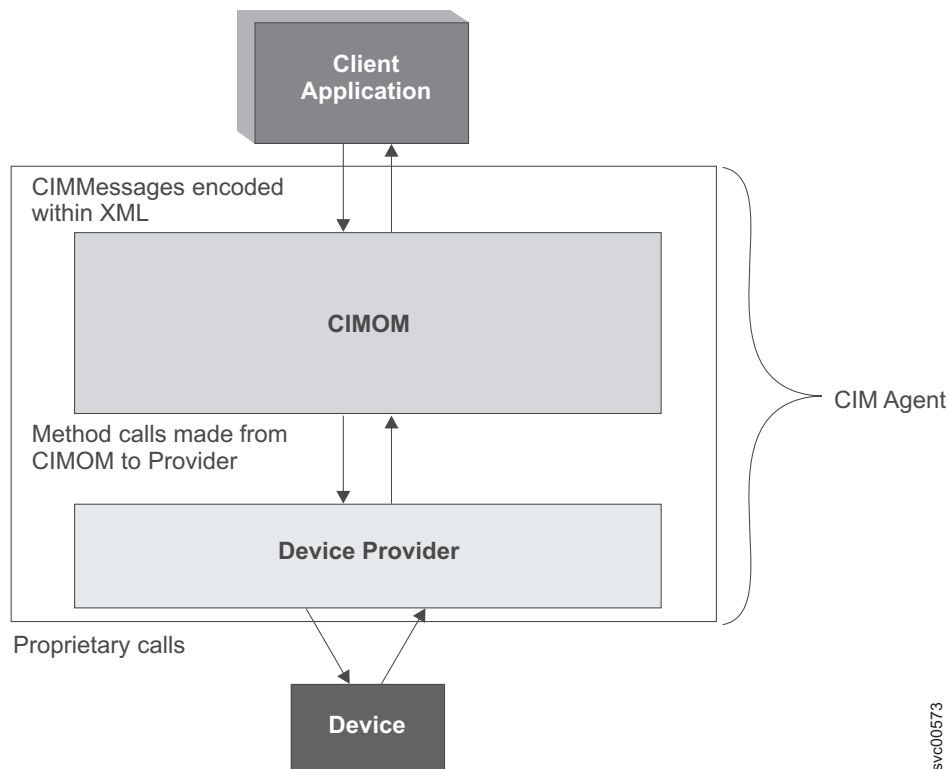 Client
Application
CIMMessages encoded
within XML
CIMOM
CIM Agent
Method calls made from
CIMOM to Provider
Device Provider
Proprietary calls
Device
svc00573